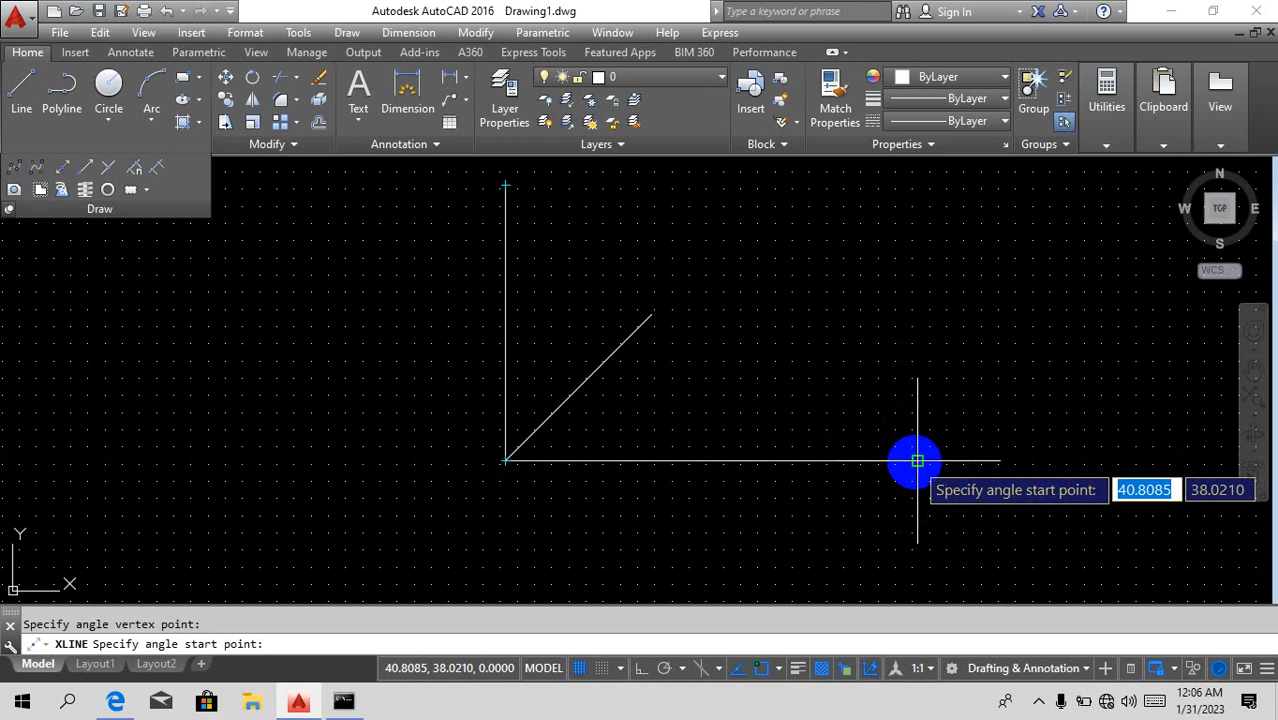 Autodesk AutoCAD 2016 Drawing1.dwg
Type a keyword or phrase
Sign In
File Edit View Insert Format Tools Draw Dimension Modify Parametric Window Help Express
Home Insert Annotate Parametric View Manage Output Add-ins A360 Express Tools Featured Apps BIM 360 Performance
Line
Polyline
Circle
Arc
Draw
Modify
Text
Dimension
Annotation
Layer
Properties
0
Layers
Insert
Block
Match
Properties
ByLayer
ByLayer
ByLayer
Properties
Group
Groups
Utilities
Clipboard
View
N
W
TOP
E
S
WCS
Specify angle start point: 40.8085 38.0210
Y
X
Specify angle vertex point:
XLINE Specify angle start point:
Model Layout1 Layout2 +
40.8085, 38.0210, 0.0000 MODEL
1:1
Drafting & Annotation
12:06 AM
1/31/2023